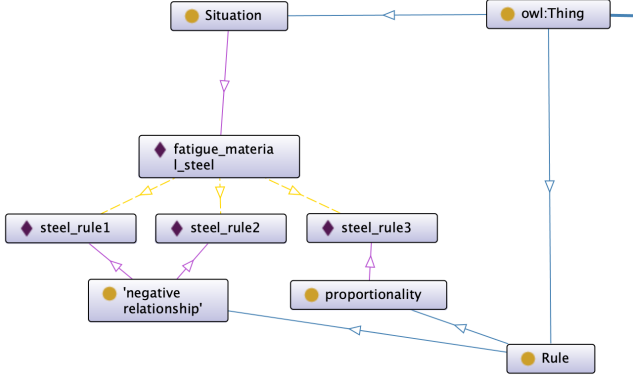 Situation
owl:Thing
fatigue_materia
l_steel
steel_rule1
steel_rule2
steel_rule3
'negative
relationship'
proportionality
Rule